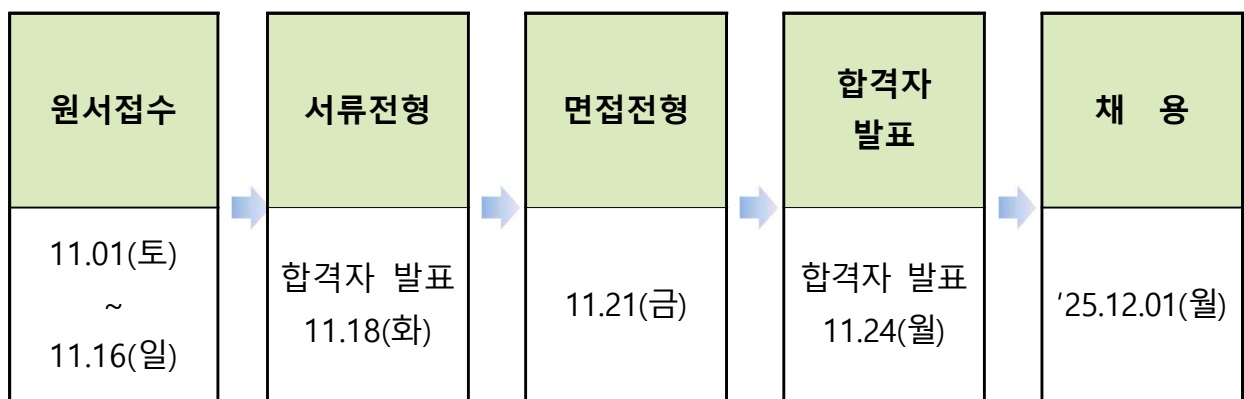 원서접수
11.01(토)
~
11.16(일)
서류전형
합격자 발표
11.18(화)
면접전형
11.21(금)
합격자
발표
합격자 발표
11.24(월)
채 용
'25.12.01(월)